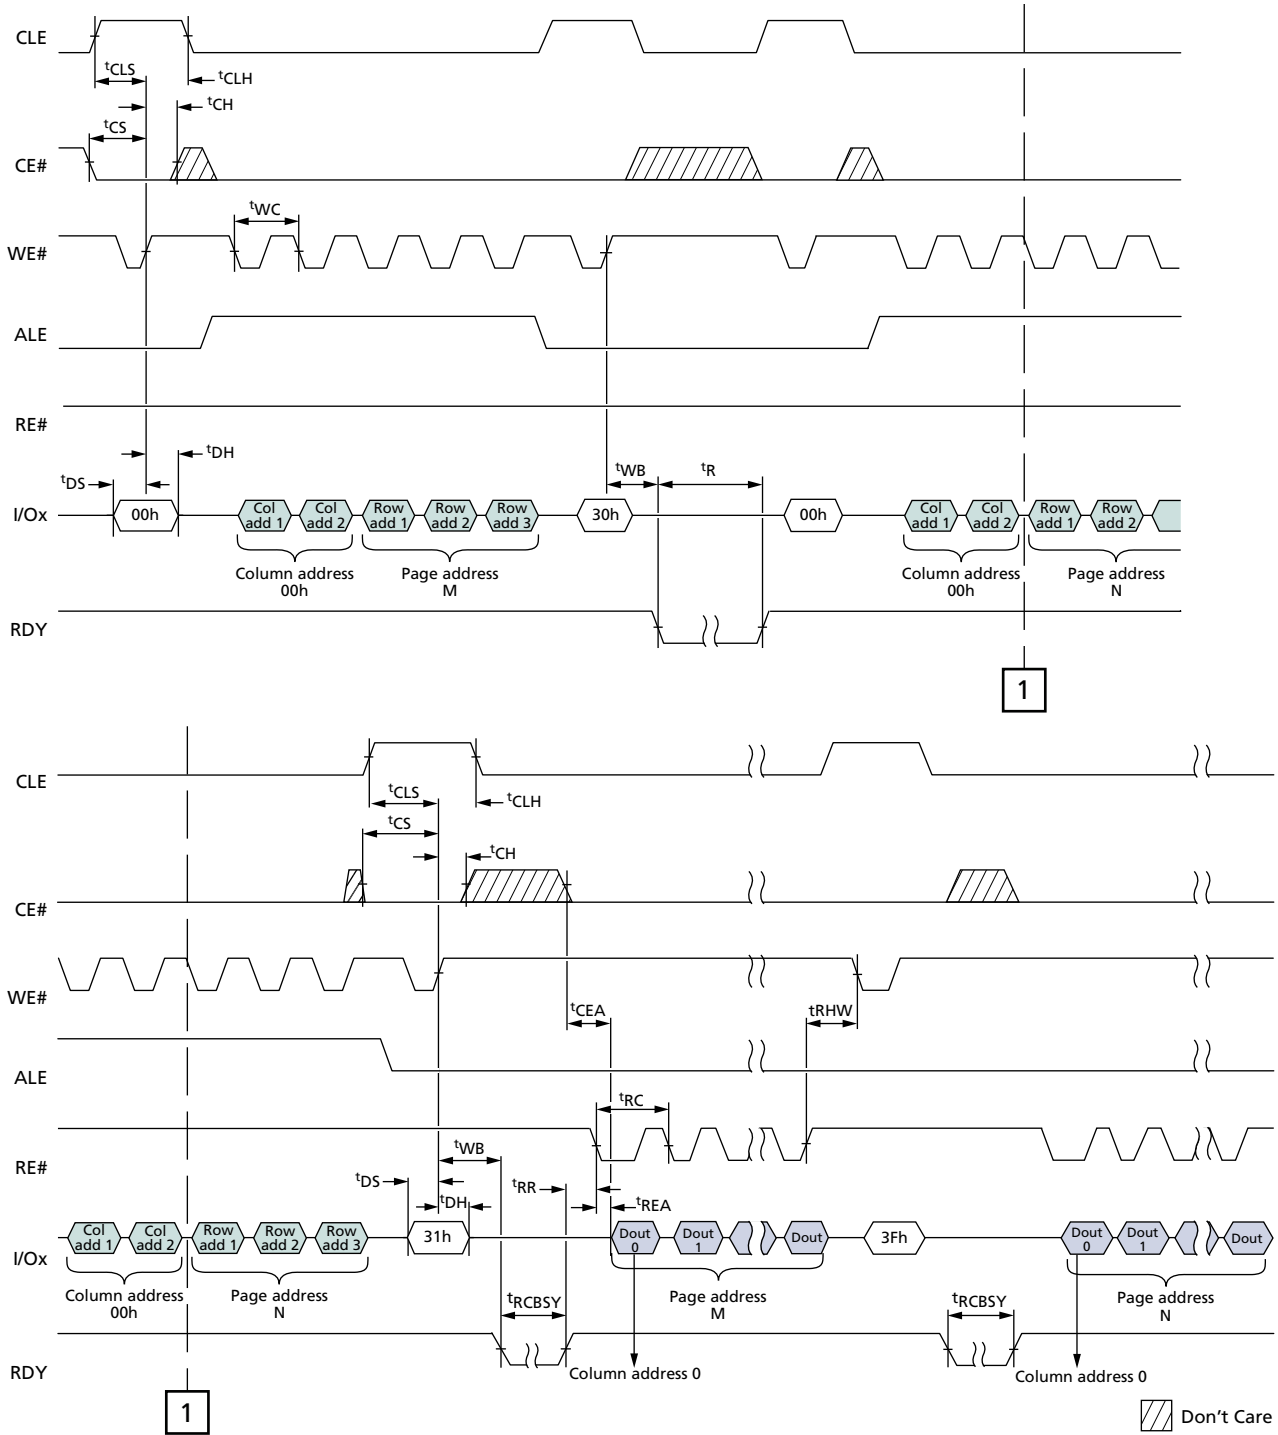 CLE
tCLS
tCLH
tCH
tCS
CE#
tWC
WE#
ALE
RE#
tDH
tDS
tWB
tR
I/Ox
00h
Col add 1
Col add 2
Row add 1
Row add 2
Row add 3
30h
00h
Col add 1
Col add 2
Row add 1
Row add 2
Column address
00h
Page address
M
Column address
00h
Page address
N
RDY
1
CLE
tCLS
tCLH
tCS
tCH
CE#
WE#
tCEA
tRHW
ALE
tRC
RE#
tWB
tDS
tDH
tRR
tREA
I/Ox
Col add 1
Col add 2
Row add 1
Row add 2
Row add 3
31h
Dout 0
Dout 1
Dout
3Fh
Dout 0
Dout 1
Dout
Column address
00h
Page address
N
Page address
M
Page address
N
tRCBSY
tRCBSY
RDY
Column address 0
Column address 0
1
Don't Care